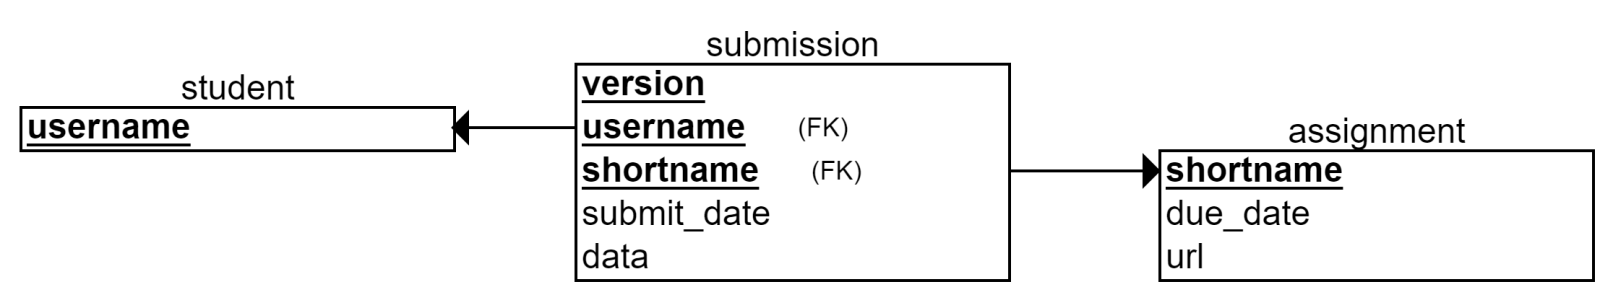 student
username
submission
version
username (FK)
shortname (FK)
submit_date
data
assignment
shortname
due_date
url